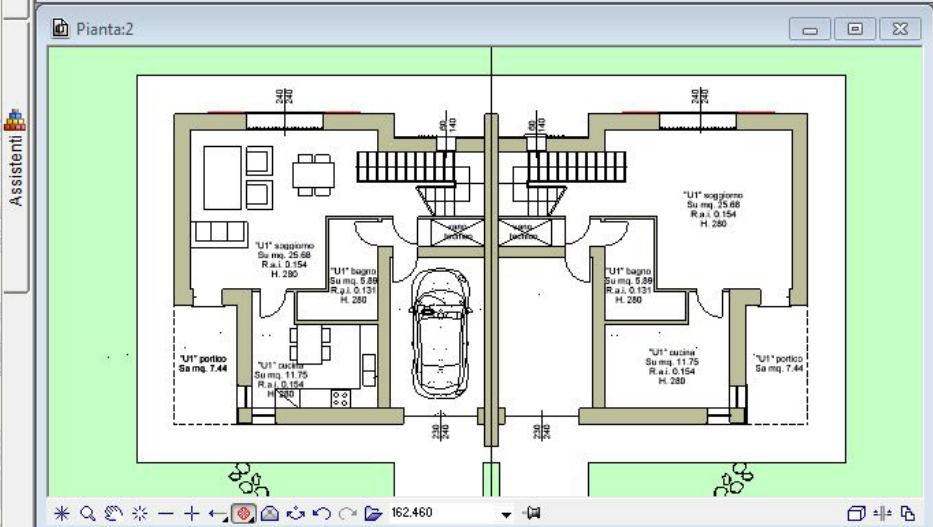 Pianta:2
Assistenti
240
240
60
140
60
140
240
240
"U1" soggiorno
Su mq. 25.68
R.a.i. 0.154
H. 280
vano
tecnico
vano
tecnico
"U1" soggiorno
Su mq. 25.68
R.a.i. 0.154
H. 280
"U1" bagno
Su mq. 5.89
R.a.i. 0.131
H. 280
"U1" bagno
Su mq. 5.89
R.a.i. 0.131
H. 280
"U1" portico
Sa mq. 7.44
"U1" cucina
Su mq. 11.75
R.a.i. 0.154
H. 280
"U1" cucina
Su mq. 11.75
R.a.i. 0.154
H. 280
"U1" portico
Sa mq. 7.44
230
240
230
240
162.460